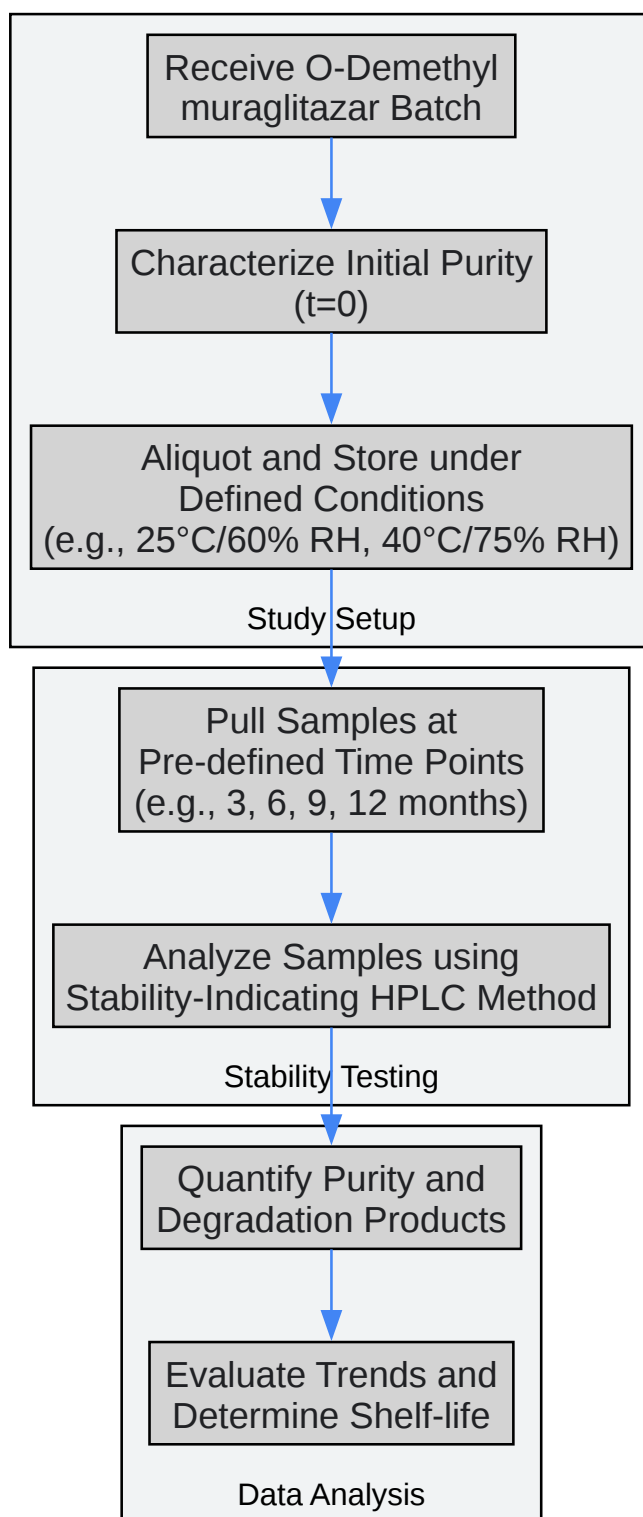 Receive O-Demethyl
muraglitazar Batch
Characterize Initial Purity
(t=0)
Aliquot and Store under
Defined Conditions
(e.g., 25°C/60% RH, 40°C/75% RH)
Study Setup
Pull Samples at
Pre-defined Time Points
(e.g., 3, 6, 9, 12 months)
Analyze Samples using
Stability-Indicating HPLC Method
Stability Testing
Quantify Purity and
Degradation Products
Evaluate Trends and
Determine Shelf-life
Data Analysis